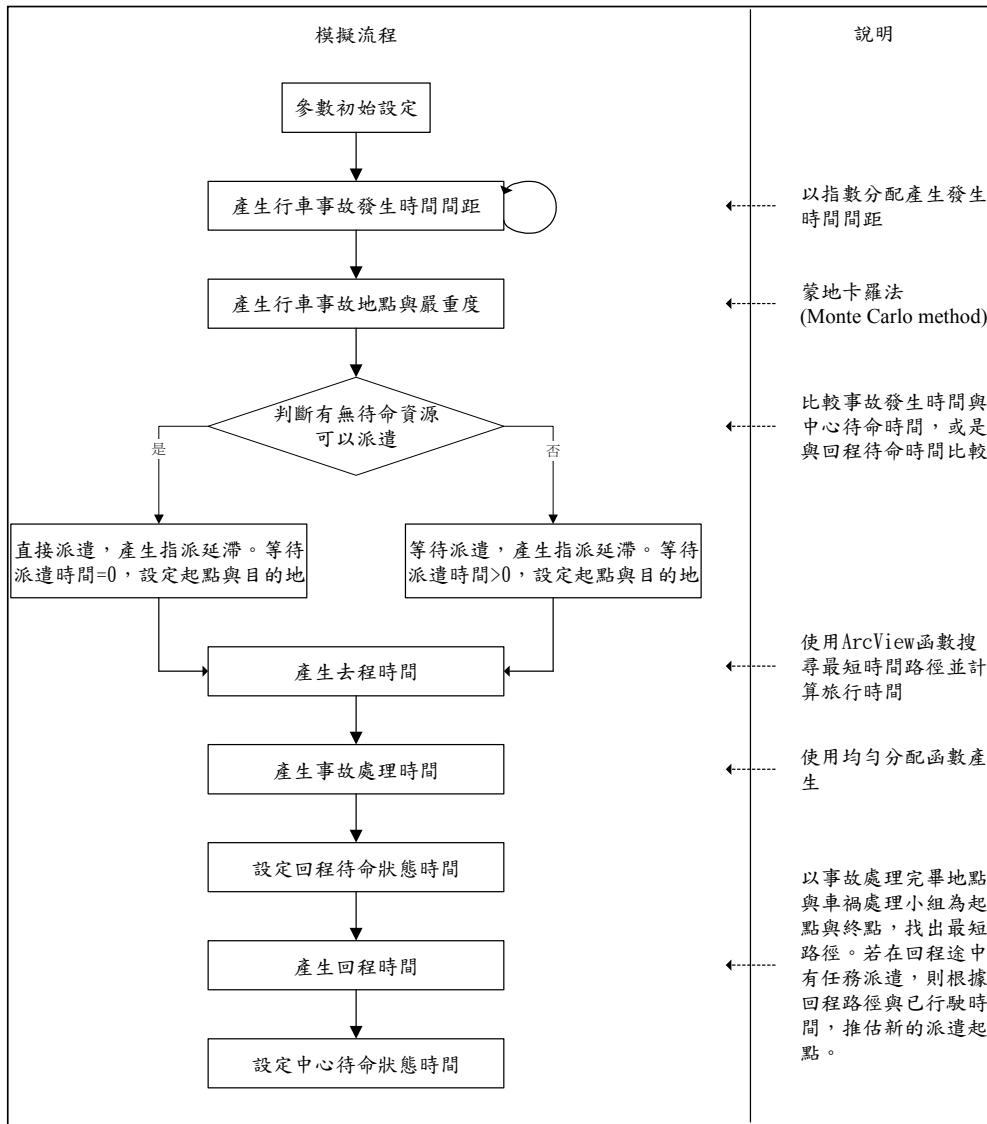 模擬流程
說明
參數初始設定
產生行車事故發生時間間距
以指數分配產生發生
時間間距
產生行車事故地點與嚴重度
蒙地卡羅法
(Monte Carlo method)
判斷有無待命資源
可以派遣
比較事故發生時間與
中心待命時間，或是
與回程待命時間比較
是
否
直接派遣，產生指派延滯。等待
派遣時間=0，設定起點與目的地
等待派遣，產生指派延滯。等待
派遣時間>0，設定起點與目的地
產生去程時間
使用ArcView函數搜
尋最短時間路徑並計
算旅行時間
產生事故處理時間
使用均勻分配函數產
生
設定回程待命狀態時間
產生回程時間
以事故處理完畢地點
與車禍處理小組為起
點與終點，找出最短
路徑。若在回程途中
有任務派遣，則根據
回程路徑與已行駛時
間，推估新的派遣起
點。
設定中心待命狀態時間